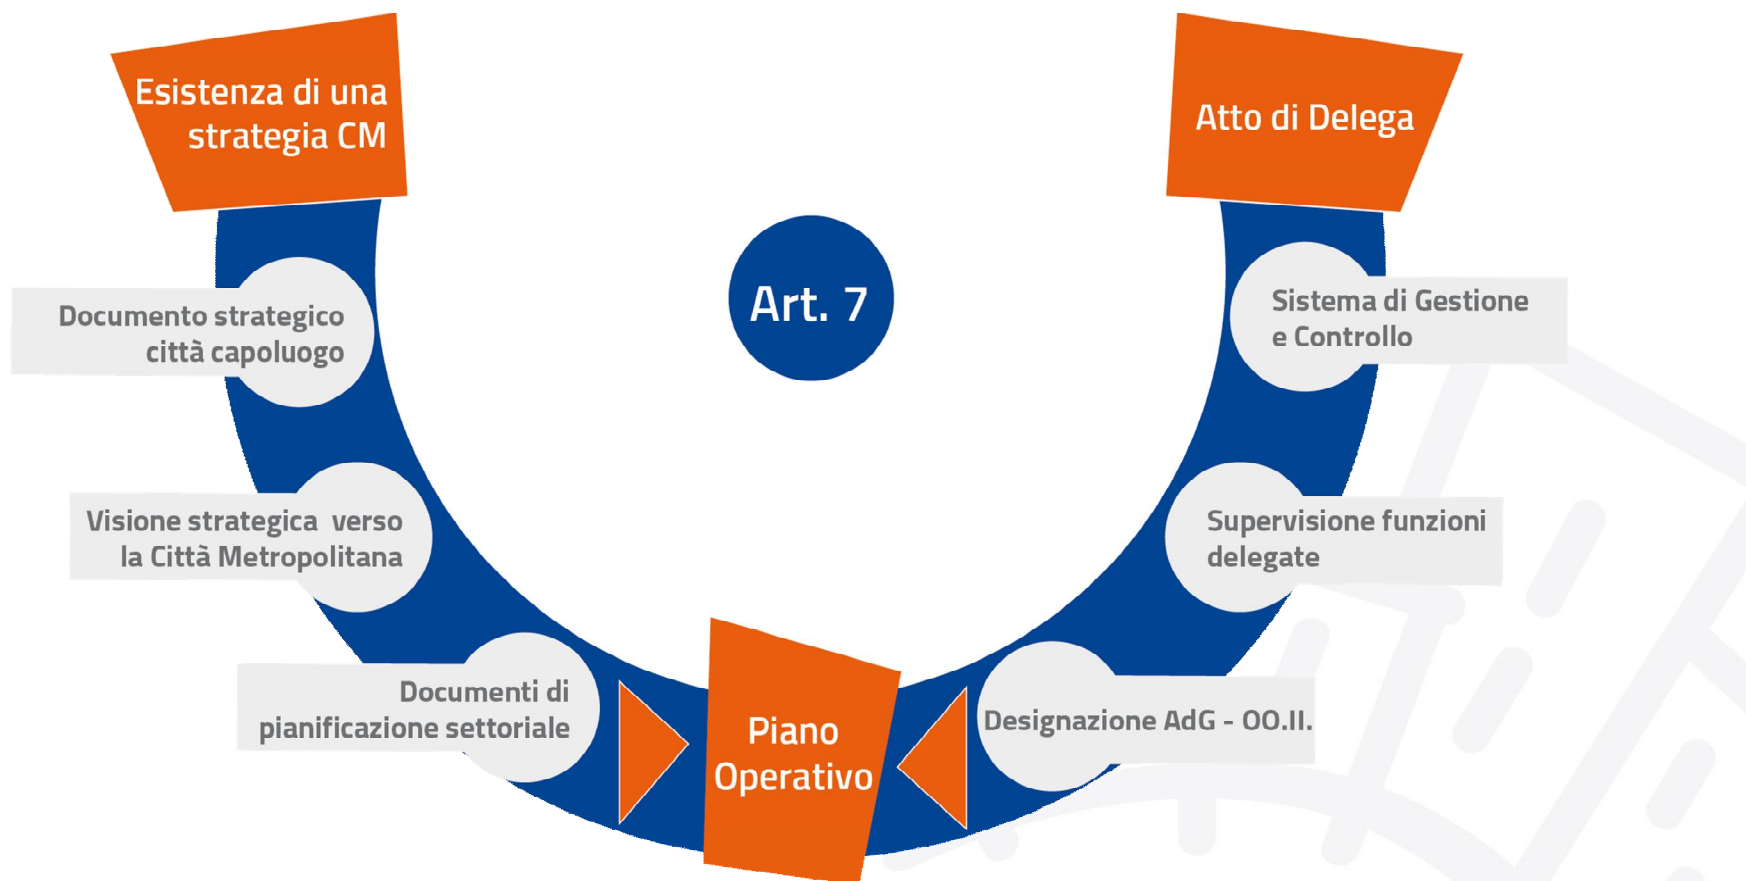 Esistenza di una
strategia CM
Atto di Delega
Art. 7
Documento strategico
città capoluogo
Visione strategica verso
la Città Metropolitana
Documenti di
pianificazione settoriale
Piano
Operativo
Sistema di Gestione
e Controllo
Supervisione funzioni
delegate
Designazione AdG - OO.II.